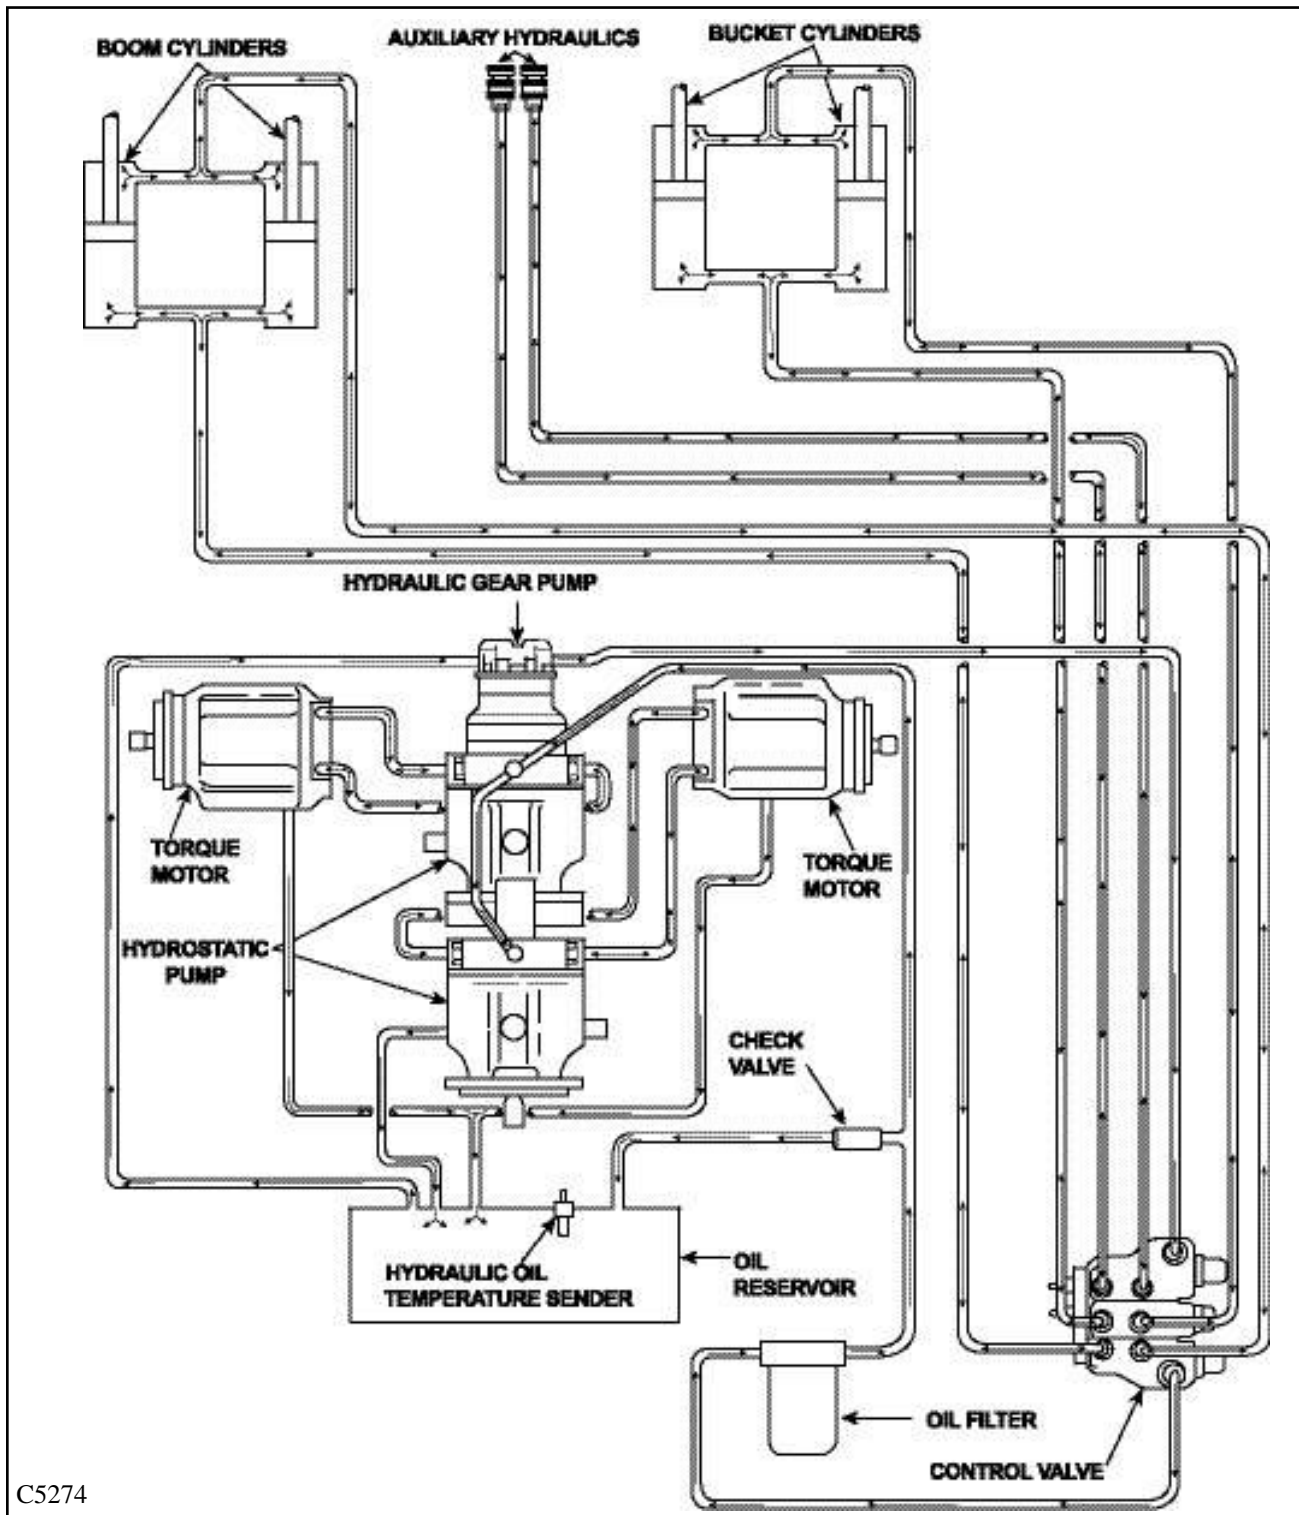 BOOM CYLINDERS
AUXILIARY HYDRAULICS
BUCKET CYLINDERS
HYDRAULIC GEAR PUMP
TORQUE
MOTOR
TORQUE
MOTOR
HYDROSTATIC
PUMP
CHECK
VALVE
HYDRAULIC OIL
TEMPERATURE SENDER
OIL
RESERVOIR
OIL FILTER
CONTROL VALVE
C5274